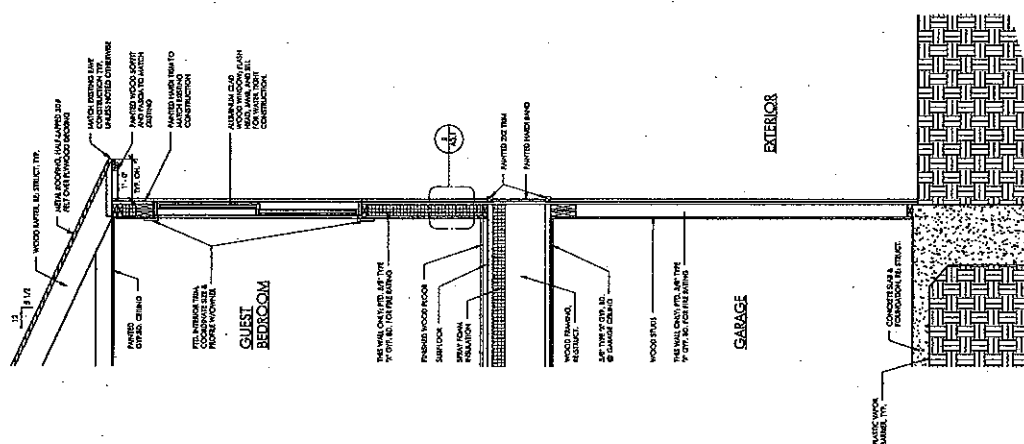 12
8 1/2
WOOD RAFTER, RE: STRUCT, TYP.
METAL ROOFING, HALF-LAPPED 30#
FELT OVER PLYWOOD DECKING
MATCH EXISTING EAVE
CONSTRUCTION TYP.
UNLESS NOTED OTHERWISE
PAINTED WOOD SOFFIT
AND FASCIA TO MATCH
EXISTING
PAINTED HARDI TRIM TO
MATCH EXISTING
CONSTRUCTION
ALUMINUM CLAD
WOOD WINDOW; FLASH
HEAD, JAMB, AND SILL
FOR WATER TIGHT
CONSTRUCTION.
1'- 0"
TYP. OH.
PAINTED
GYP. BD. CEILING
PTD. INTERIOR TRIM,
COORDINATE SIZE &
PROFILE W/OWNER
GUEST
BEDROOM
THIS WALL ONLY: PTD. 5/8" TYPE
'X' GYP. BD. FOR FIRE RATING
FINISHED WOOD FLOOR
SUBFLOOR
SPRAY FOAM
INSULATION
PAINTED 2X2 TRIM
PAINTED HARDI BAND
WOOD FRAMING,
RE: STRUCT.
5/8" TYPE 'X' GYP. BD.
@ GARAGE CEILING
WOOD STUDS
THIS WALL ONLY: PTD. 5/8" TYPE
'X' GYP. BD. FOR FIRE RATING
GARAGE
EXTERIOR
CONCRETE SLAB &
FOUNDATION, RE: STRUCT.
PLASTIC VAPOR
BARRIER, TYP.